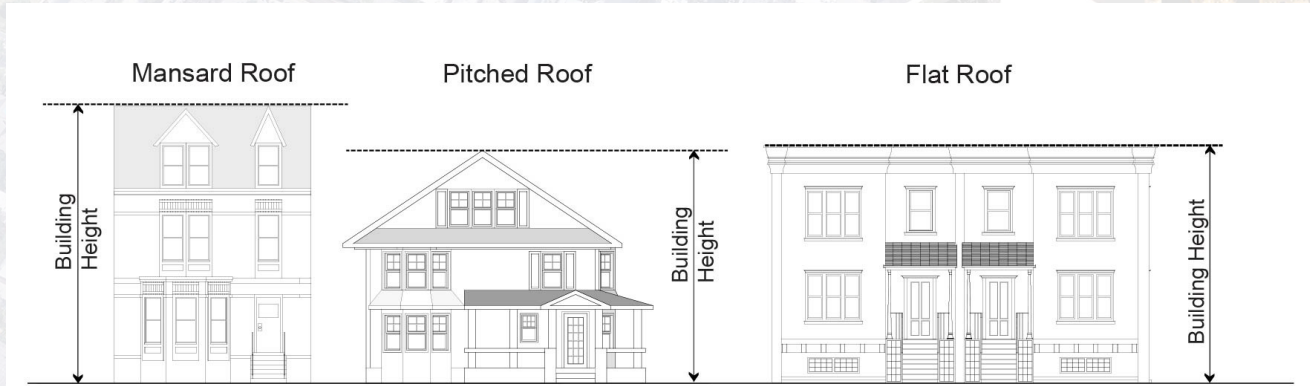 Mansard Roof
Pitched Roof
Flat Roof
Building
Height
Building
Height
Building Height